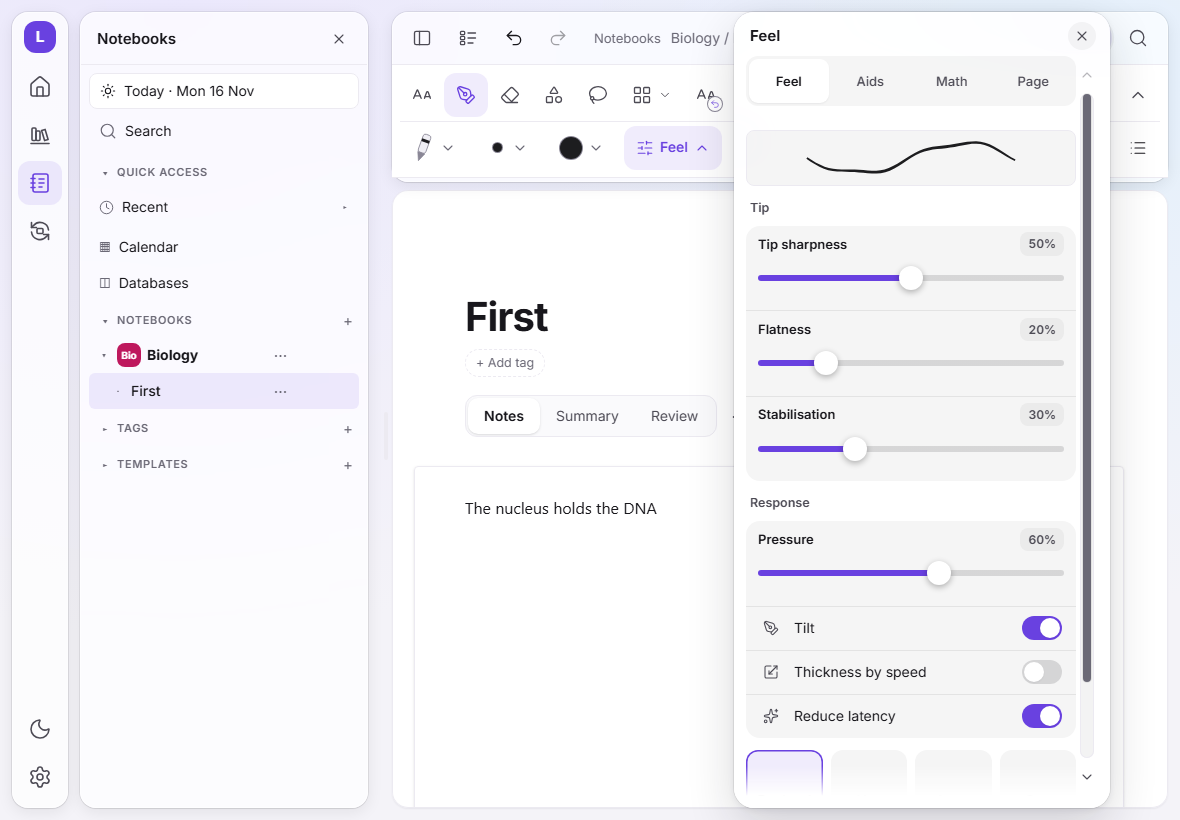 L
Notebooks
Today · Mon 16 Nov
Search
QUICK ACCESS
Recent
Calendar
Databases
NOTEBOOKS
Bio Biology
First
TAGS
TEMPLATES
Notebooks Biology /
AA
Feel
First
+ Add tag
Notes Summary Review
The nucleus holds the DNA
Feel
Feel Aids Math Page
Tip
Tip sharpness 50%
Flatness 20%
Stabilisation 30%
Response
Pressure 60%
Tilt
Thickness by speed
Reduce latency